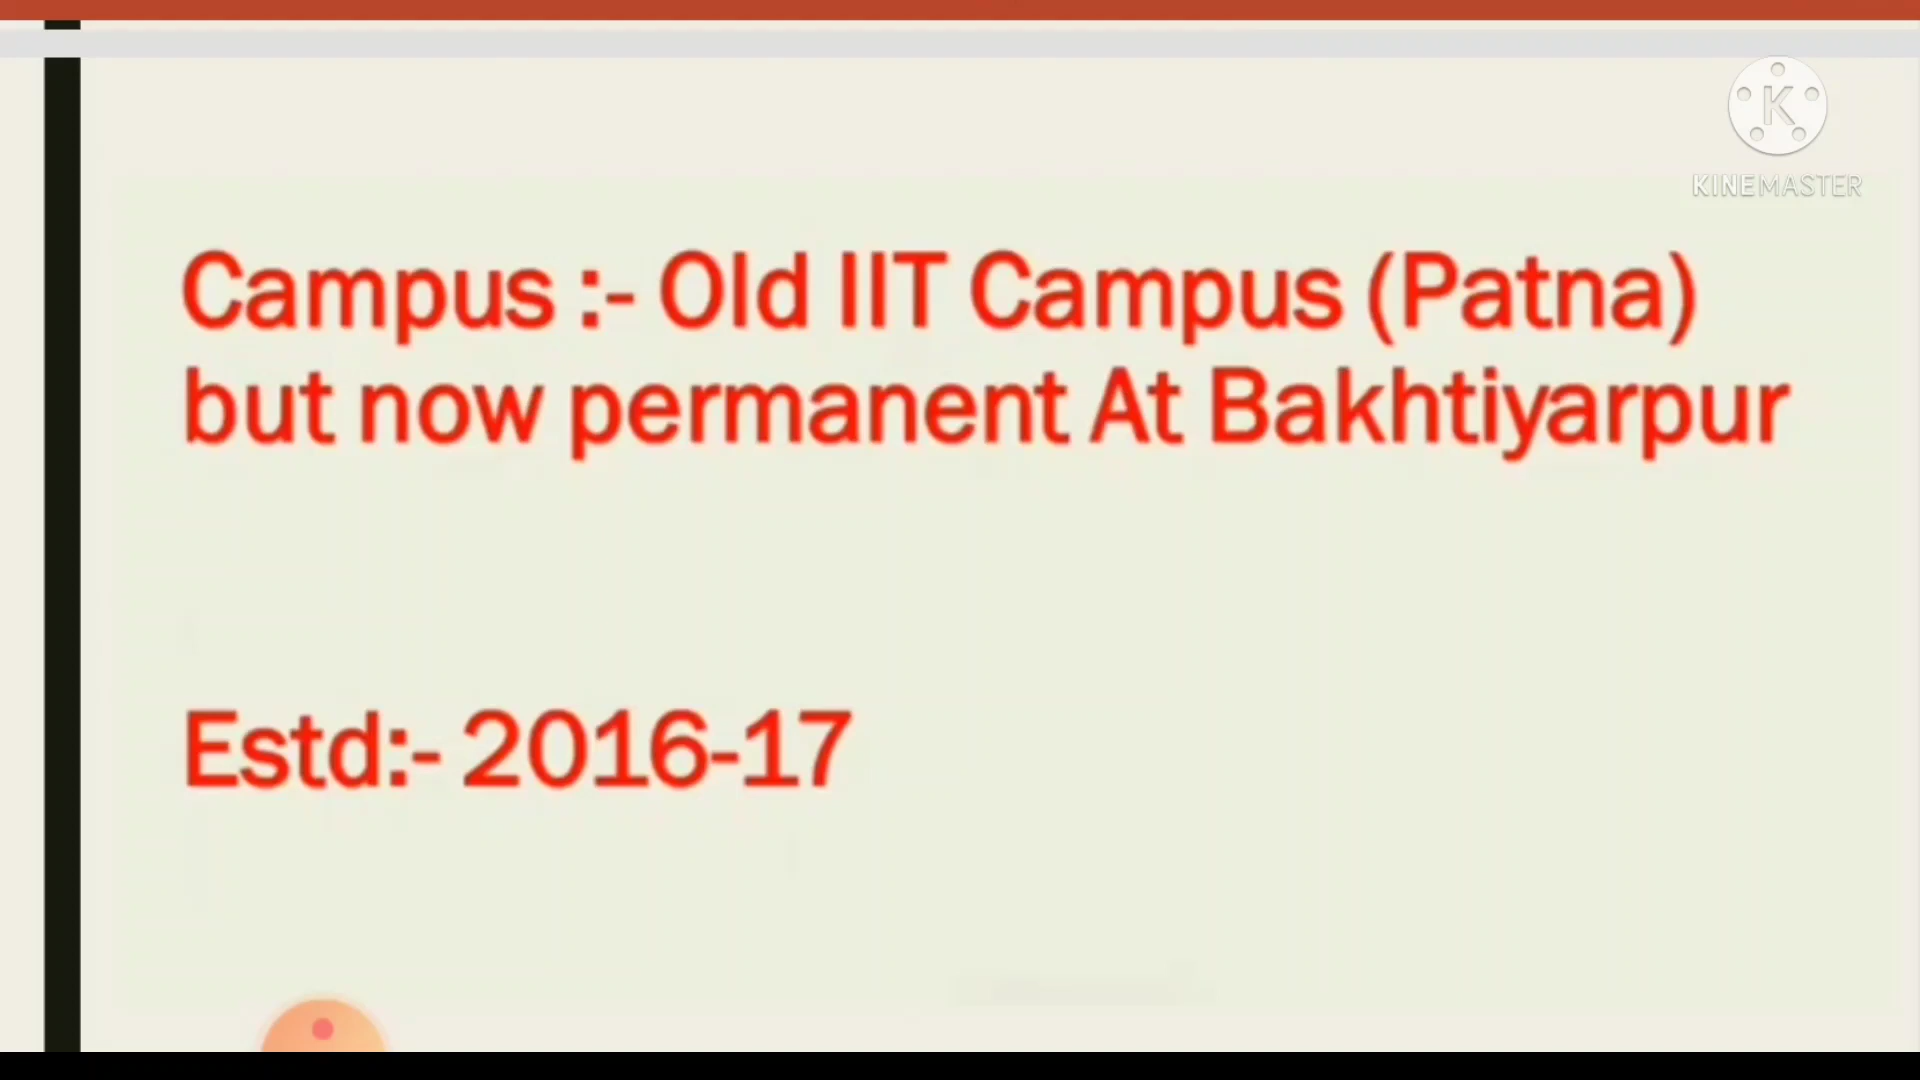 K
KINEMASTER
Campus :- Old IIT Campus (Patna)
but now permanent At Bakhtiyarpur
Estd:- 2016-17